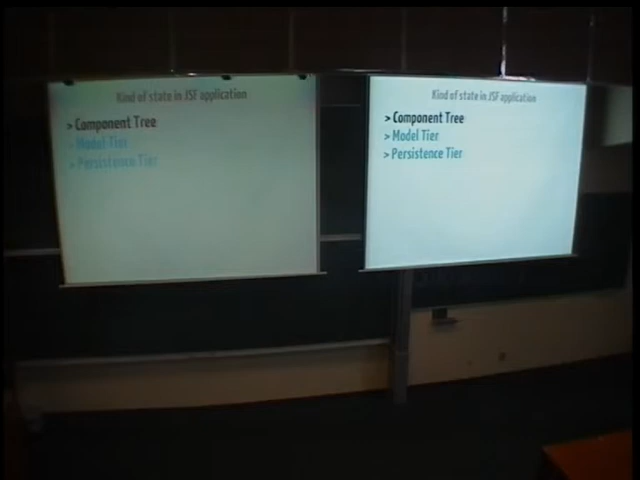 Kind of state in JSF application
> Component Tree
> Model Tier
> Persistence Tier
Kind of state in JSF application
> Component Tree
> Model Tier
> Persistence Tier